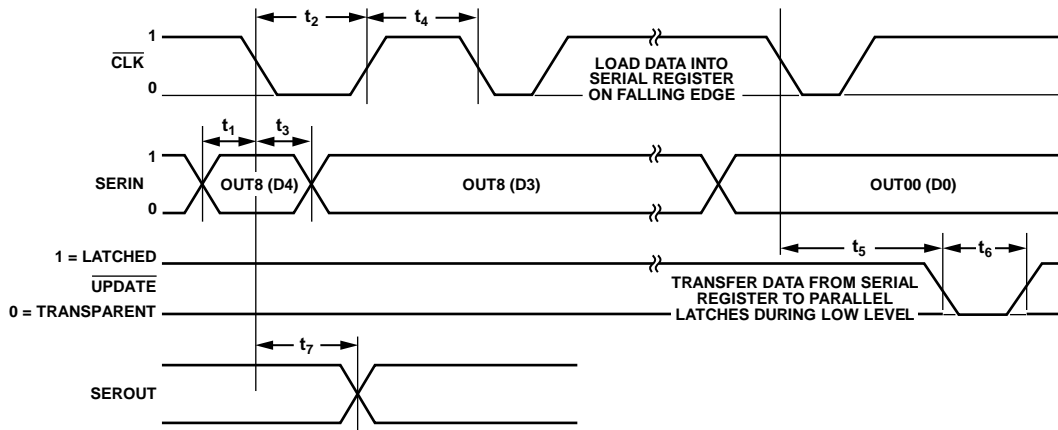 t2
t4
1
CLK
0
LOAD DATA INTO
SERIAL REGISTER
ON FALLING EDGE
t1
t3
1
SERIN
0
OUT8 (D4)
OUT8 (D3)
OUT00 (D0)
t5
t6
1 = LATCHED
UPDATE
0 = TRANSPARENT
TRANSFER DATA FROM SERIAL
REGISTER TO PARALLEL
LATCHES DURING LOW LEVEL
t7
SEROUT